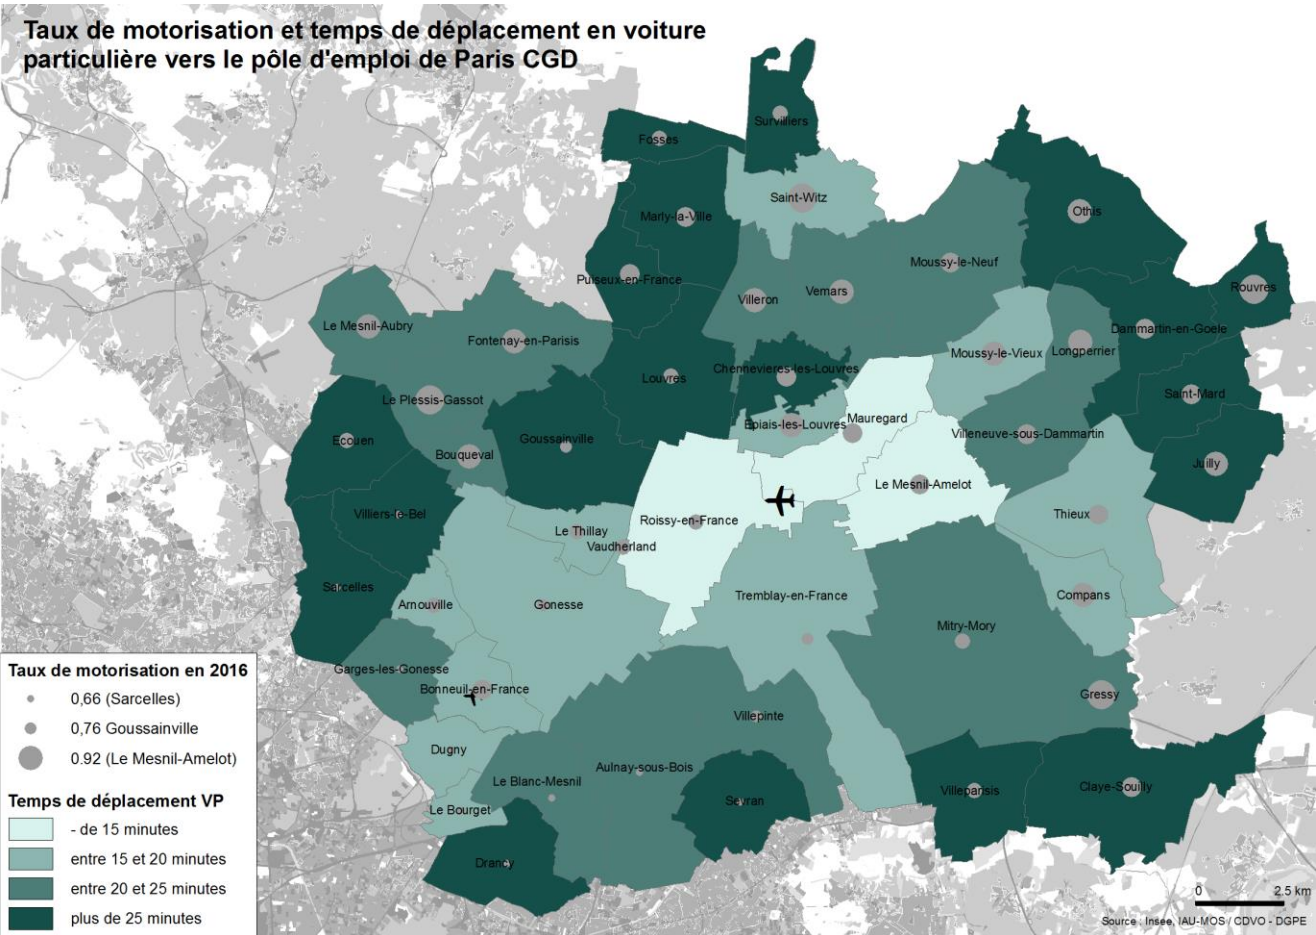 Taux de motorisation et temps de déplacement en voiture
particulière vers le pôle d'emploi de Paris CGD
Survilliers
Fosses
Saint-Witz
Othis
Marly-la-Ville
Moussy-le-Neuf
Puiseux-en-France
Rouvres
Vemars
Villeron
Le Mesnil-Aubry
Dammartin-en-Goele
Fontenay-en-Parisis
Moussy-le-Vieux
Longperrier
Chennevieres-les-Louvres
Louvres
Saint-Mard
Le Plessis-Gassot
Mauregard
Epiais-les-Louvres
Villeneuve-sous-Dammartin
Ecouen
Goussainville
Bouqueval
Juilly
Le Mesnil-Amelot
Villiers-le-Bel
Thieux
Roissy-en-France
Le Thillay
Vaudherland
Sarcelles
Tremblay-en-France
Compans
Arnouville
Gonesse
Mitry-Mory
Garges-les-Gonesse
Bonneuil-en-France
Gressy
Villepinte
Dugny
Aulnay-sous-Bois
Le Blanc-Mesnil
Claye-Souilly
Villeparisis
Sevran
Le Bourget
Drancy
Taux de motorisation en 2016
0,66 (Sarcelles)
0,76 Goussainville
0.92 (Le Mesnil-Amelot)
Temps de déplacement VP
- de 15 minutes
entre 15 et 20 minutes
entre 20 et 25 minutes
plus de 25 minutes
0 2.5 km
Source : Insee, IAU-MOS / CDVO - DGPE